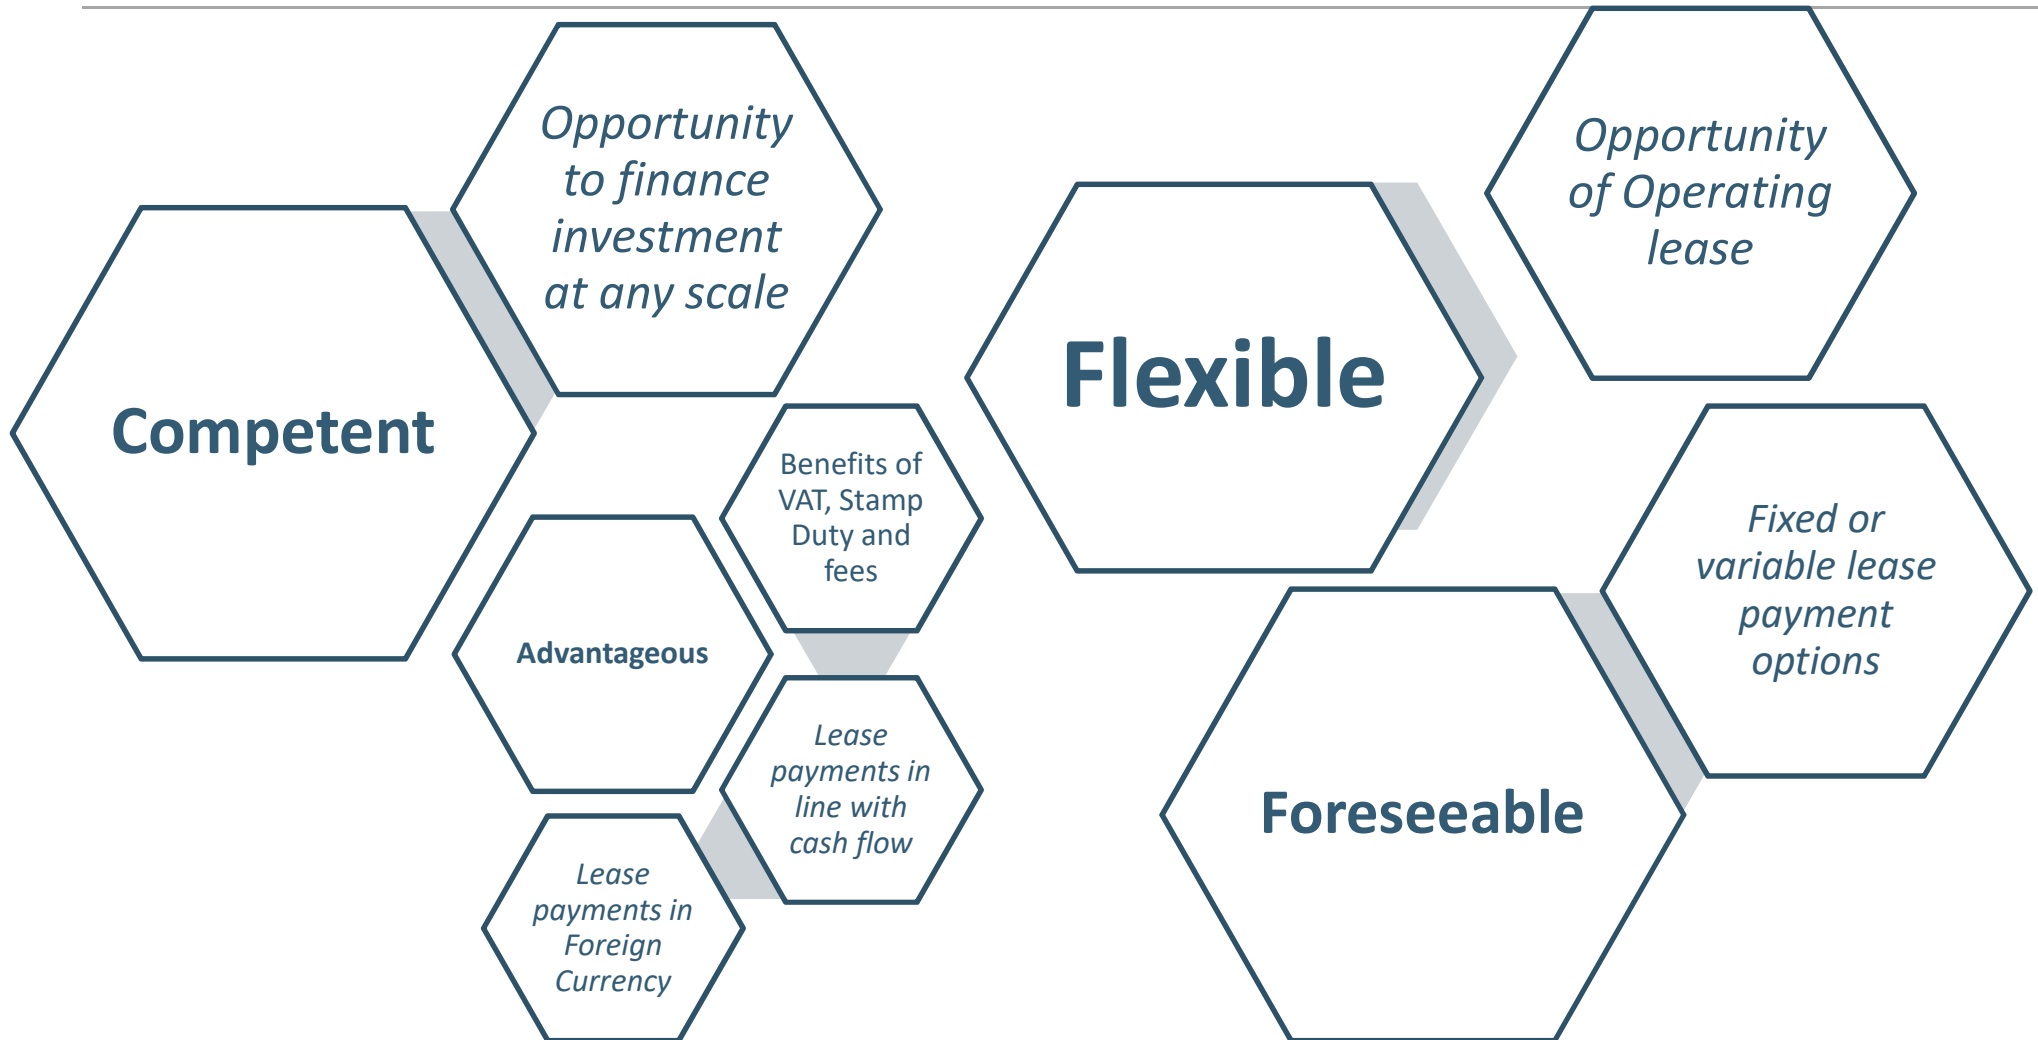 Opportunity
to finance
investment
at any scale
Competent
Benefits of
VAT, Stamp
Duty and
fees
Advantageous
Lease
payments in
line with
cash flow
Lease
payments in
Foreign
Currency
Opportunity
of Operating
lease
Flexible
Fixed or
variable lease
payment
options
Foreseeable